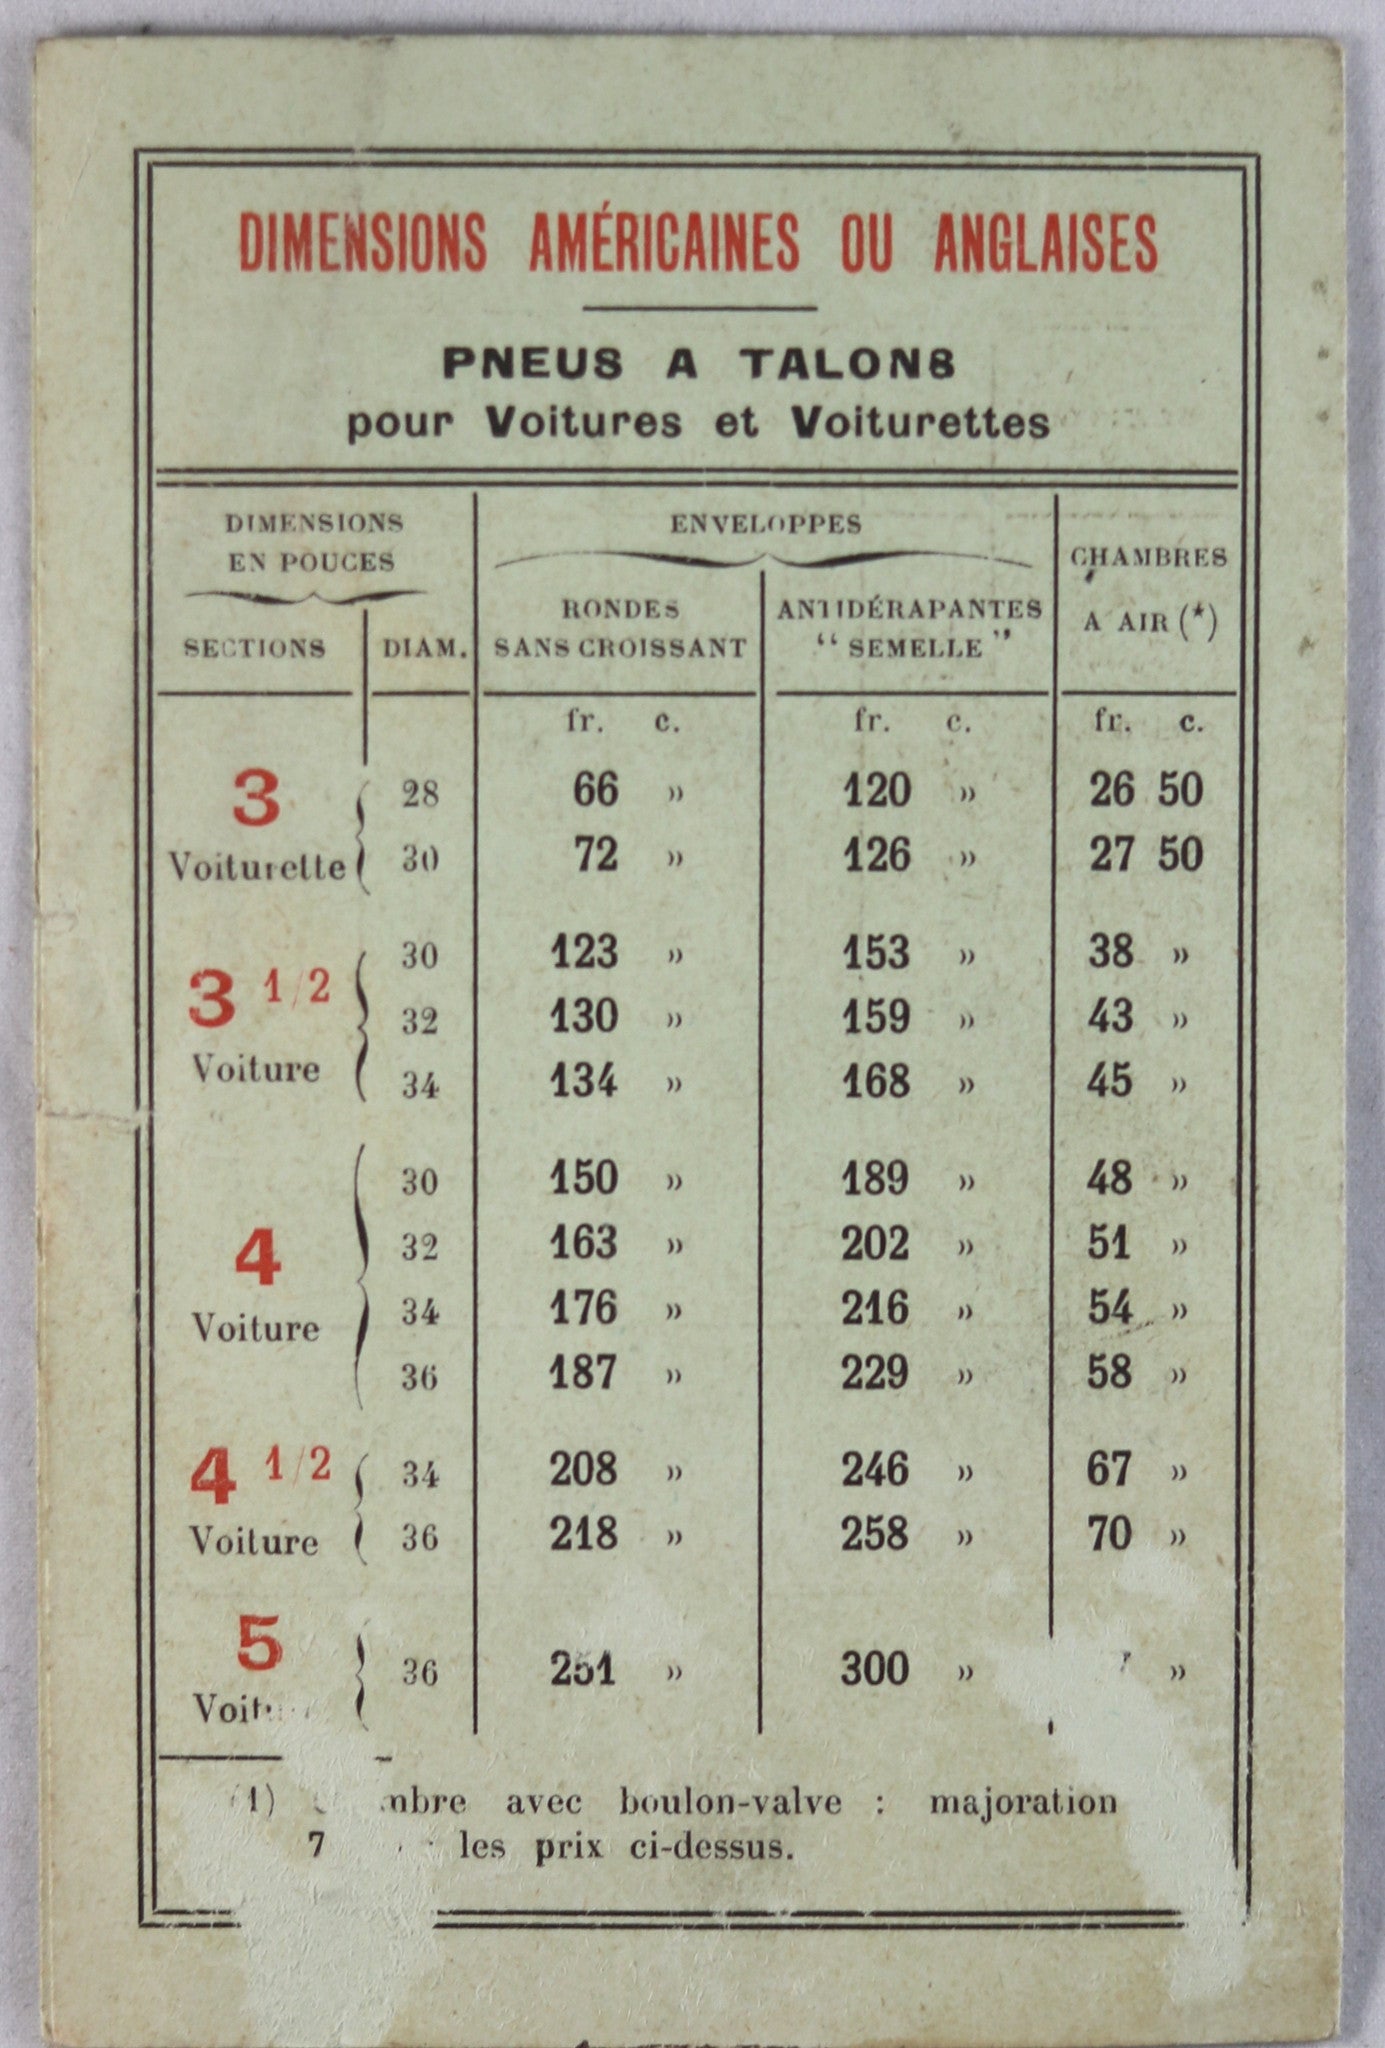 DIMENSIONS AMÉRICAINES OU ANGLAISES
PNEUS A TALONS
pour Voitures et Voiturettes
DIMENSIONS EN POUCES
SECTIONS DIAM.
ENVELOPPES
RONDES SANS CROISSANT
ANTIDÉRAPANTES “ SEMELLE ”
CHAMBRES A AIR (*)
fr. c. fr. c. fr. c.
3 Voiturette
28 66 » 120 » 26 50
30 72 » 126 » 27 50
3 1/2 Voiture
30 123 » 153 » 38 »
32 130 » 159 » 43 »
34 134 » 168 » 45 »
4 Voiture
30 150 » 189 » 48 »
32 163 » 202 » 51 »
34 176 » 216 » 54 »
36 187 » 229 » 58 »
4 1/2 Voiture
34 208 » 246 » 67 »
36 218 » 258 » 70 »
5
36 251 » 300 » »
(1) avec boulon-valve : majoration
7 les prix ci-dessus.